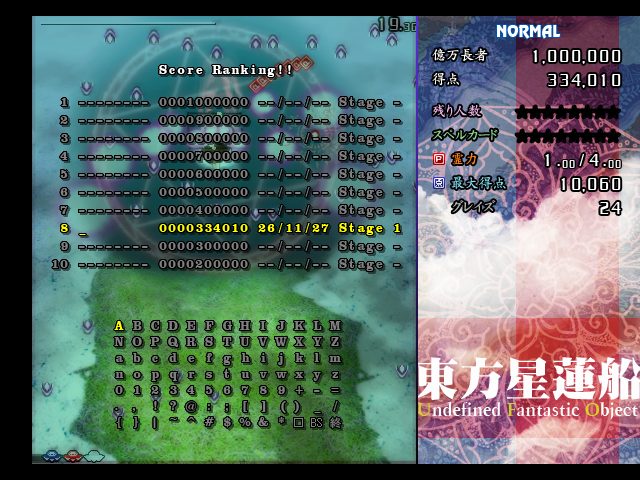 19.30
Score Ranking!!
1 -------- 0001000000 --/--/-- Stage -
2 -------- 0000900000 --/--/-- Stage -
3 -------- 0000800000 --/--/-- Stage -
4 -------- 0000700000 --/--/-- Stage -
5 -------- 0000600000 --/--/-- Stage -
6 -------- 0000500000 --/--/-- Stage -
7 -------- 0000400000 --/--/-- Stage -
8 _ 0000334010 26/11/27 Stage 1
9 -------- 0000300000 --/--/-- Stage -
10 -------- 0000200000 --/--/-- Stage -
A B C D E F G H I J K L M
N O P Q R S T U V W X Y Z
a b c d e f g h i j k l m
n o p q r s t u v w x y z
0 1 2 3 4 5 6 7 8 9 + - =
. , ! ? @ : ; [ ] ( ) _ /
{ } | ~ ^ # $ % & * □ BS 終
NORMAL
億万長者 1,000,000
得点 334,010
残り人数 ★★★★★★★★
スペルカード ★★★★★★★★
P 霊力 1.00/4.00
点 最大得点 10,060
グレイズ 24
東方星蓮船
Undefined Fantastic Object